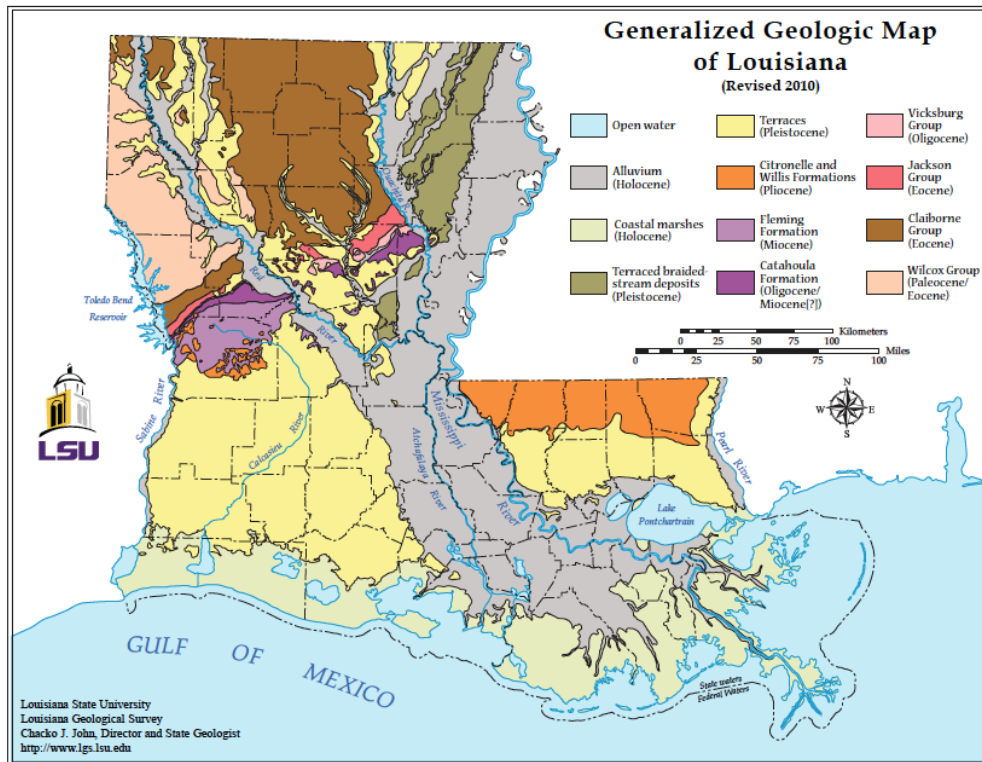 Generalized Geologic Map
of Louisiana
(Revised 2010)
Open water
Alluvium
(Holocene)
Coastal marshes
(Holocene)
Terraced braided-
stream deposits
(Pleistocene)
Terraces
(Pleistocene)
Citronelle and
Willis Formations
(Pliocene)
Fleming
Formation
(Miocene)
Catahoula
Formation
(Oligocene/
Miocene[?])
Vicksburg
Group
(Oligocene)
Jackson
Group
(Eocene)
Claiborne
Group
(Eocene)
Wilcox Group
(Paleocene/
Eocene)
25 0 25 50 75 100 Kilometers
25 0 25 50 75 100 Miles
N
W E
S
Ouachita R.
Red
River
Toledo Bend
Reservoir
Sabine River
LSU
Calcasieu River
Mississippi
River
Atchafalaya
River
Pearl River
Lake
Pontchartrain
GULF OF MEXICO
State waters
Federal Waters
Louisiana State University
Louisiana Geological Survey
Chacko J. John, Director and State Geologist
http://www.lgs.lsu.edu